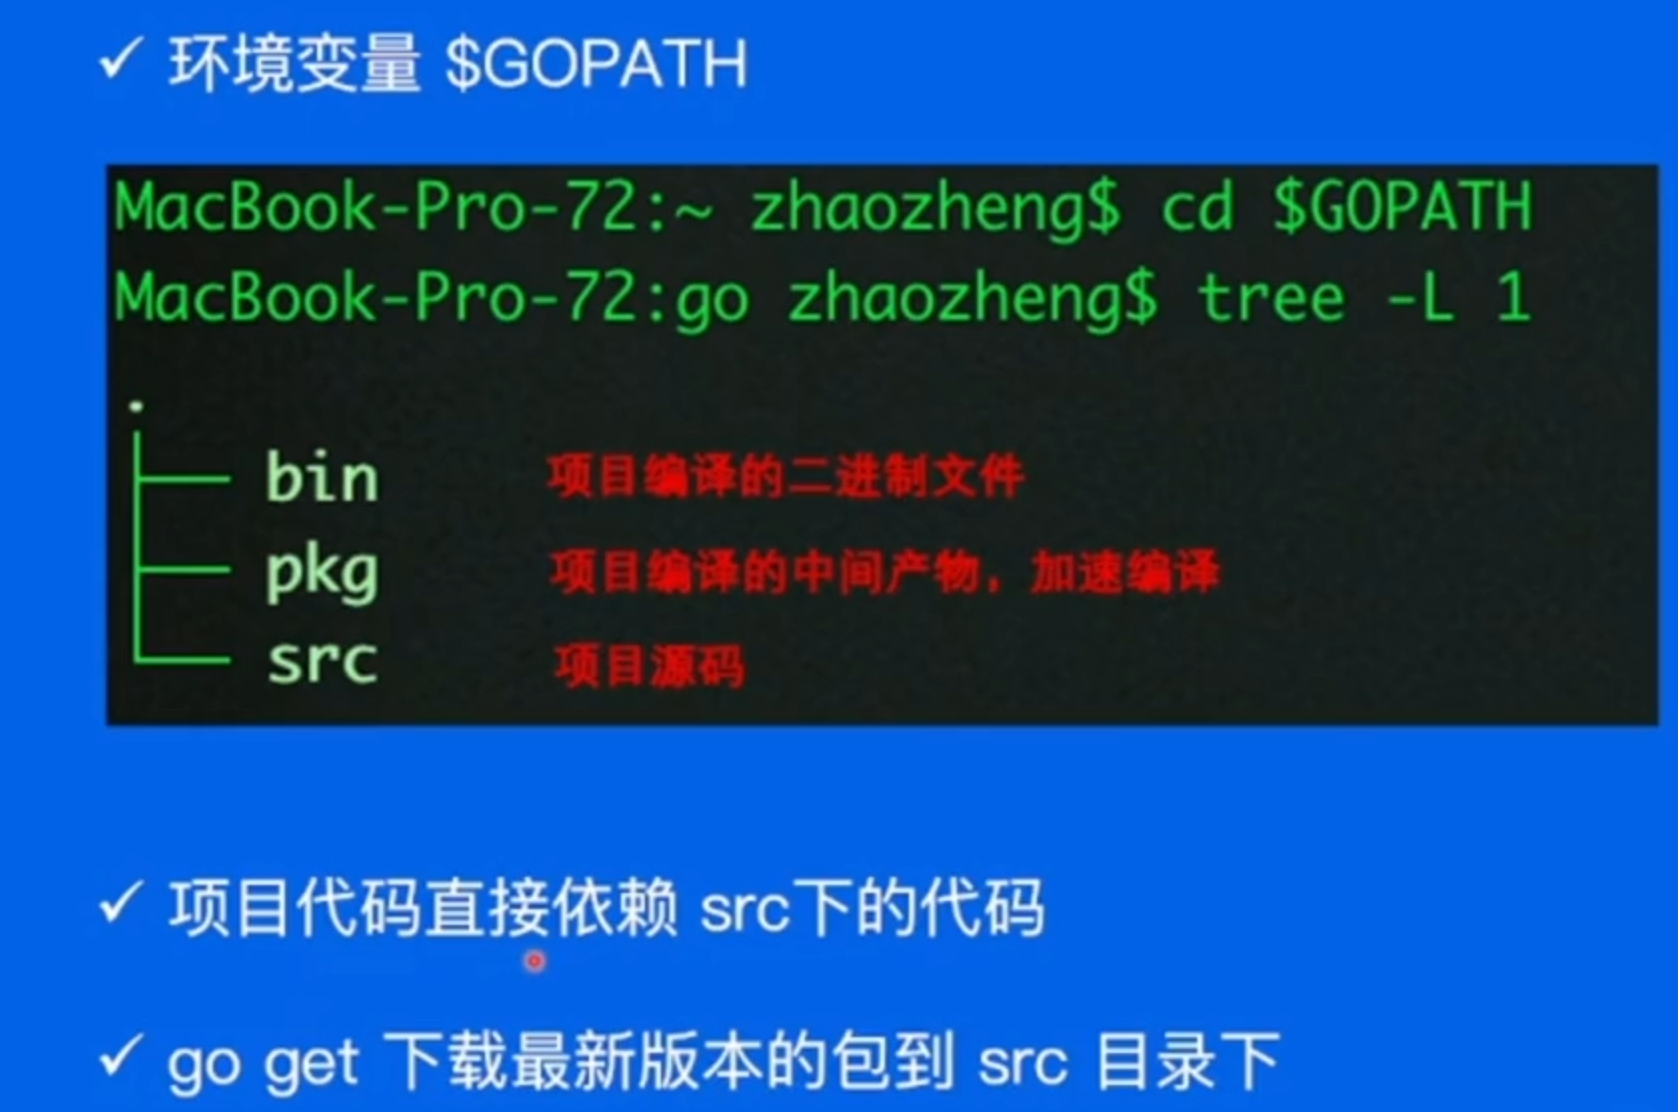 ✓ 环境变量 $GOPATH
MacBook-Pro-72:~ zhaozheng$ cd $GOPATH
MacBook-Pro-72:go zhaozheng$ tree -L 1
.
├── bin 项目编译的二进制文件
├── pkg 项目编译的中间产物，加速编译
└── src 项目源码
✓ 项目代码直接依赖 src下的代码
✓ go get 下载最新版本的包到 src 目录下